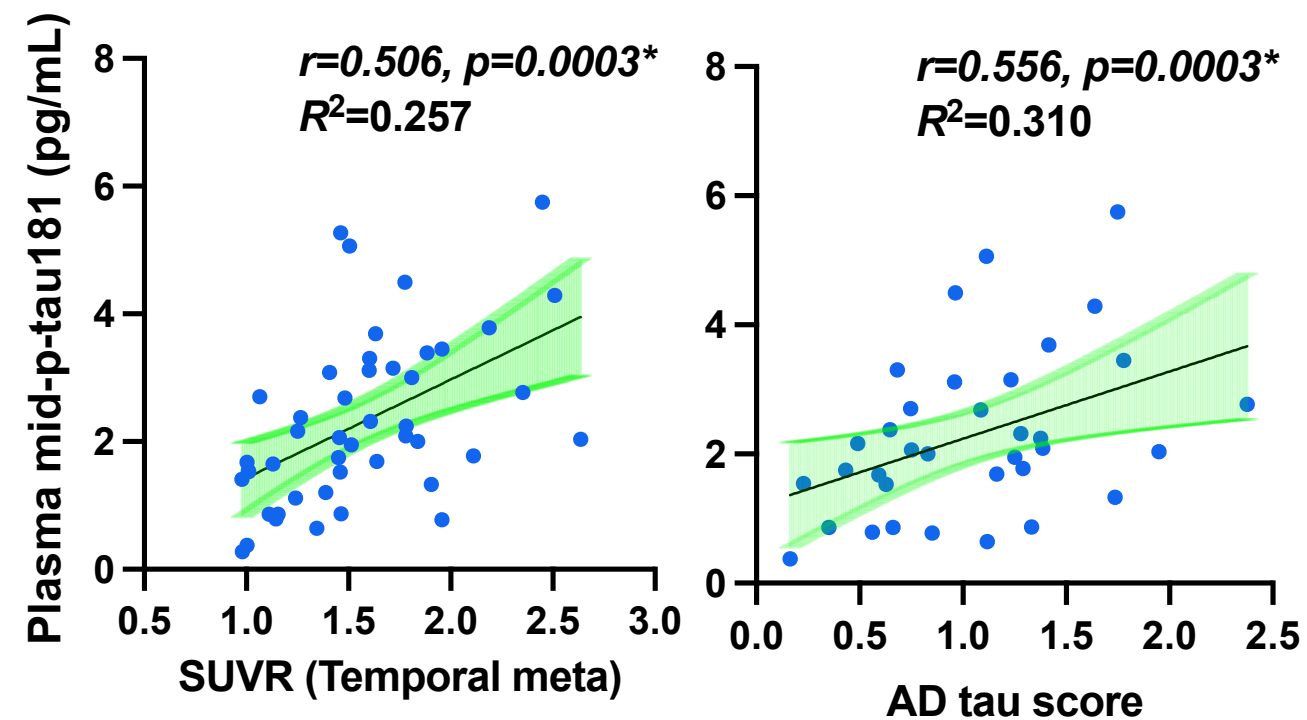 Plasma mid-p-tau181 (pg/mL)
r=0.506, p=0.0003*
R²=0.257
8
6
4
2
0
0.5 1.0 1.5 2.0 2.5 3.0
SUVR (Temporal meta)
r=0.556, p=0.0003*
R²=0.310
8
6
4
2
0
0.0 0.5 1.0 1.5 2.0 2.5
AD tau score